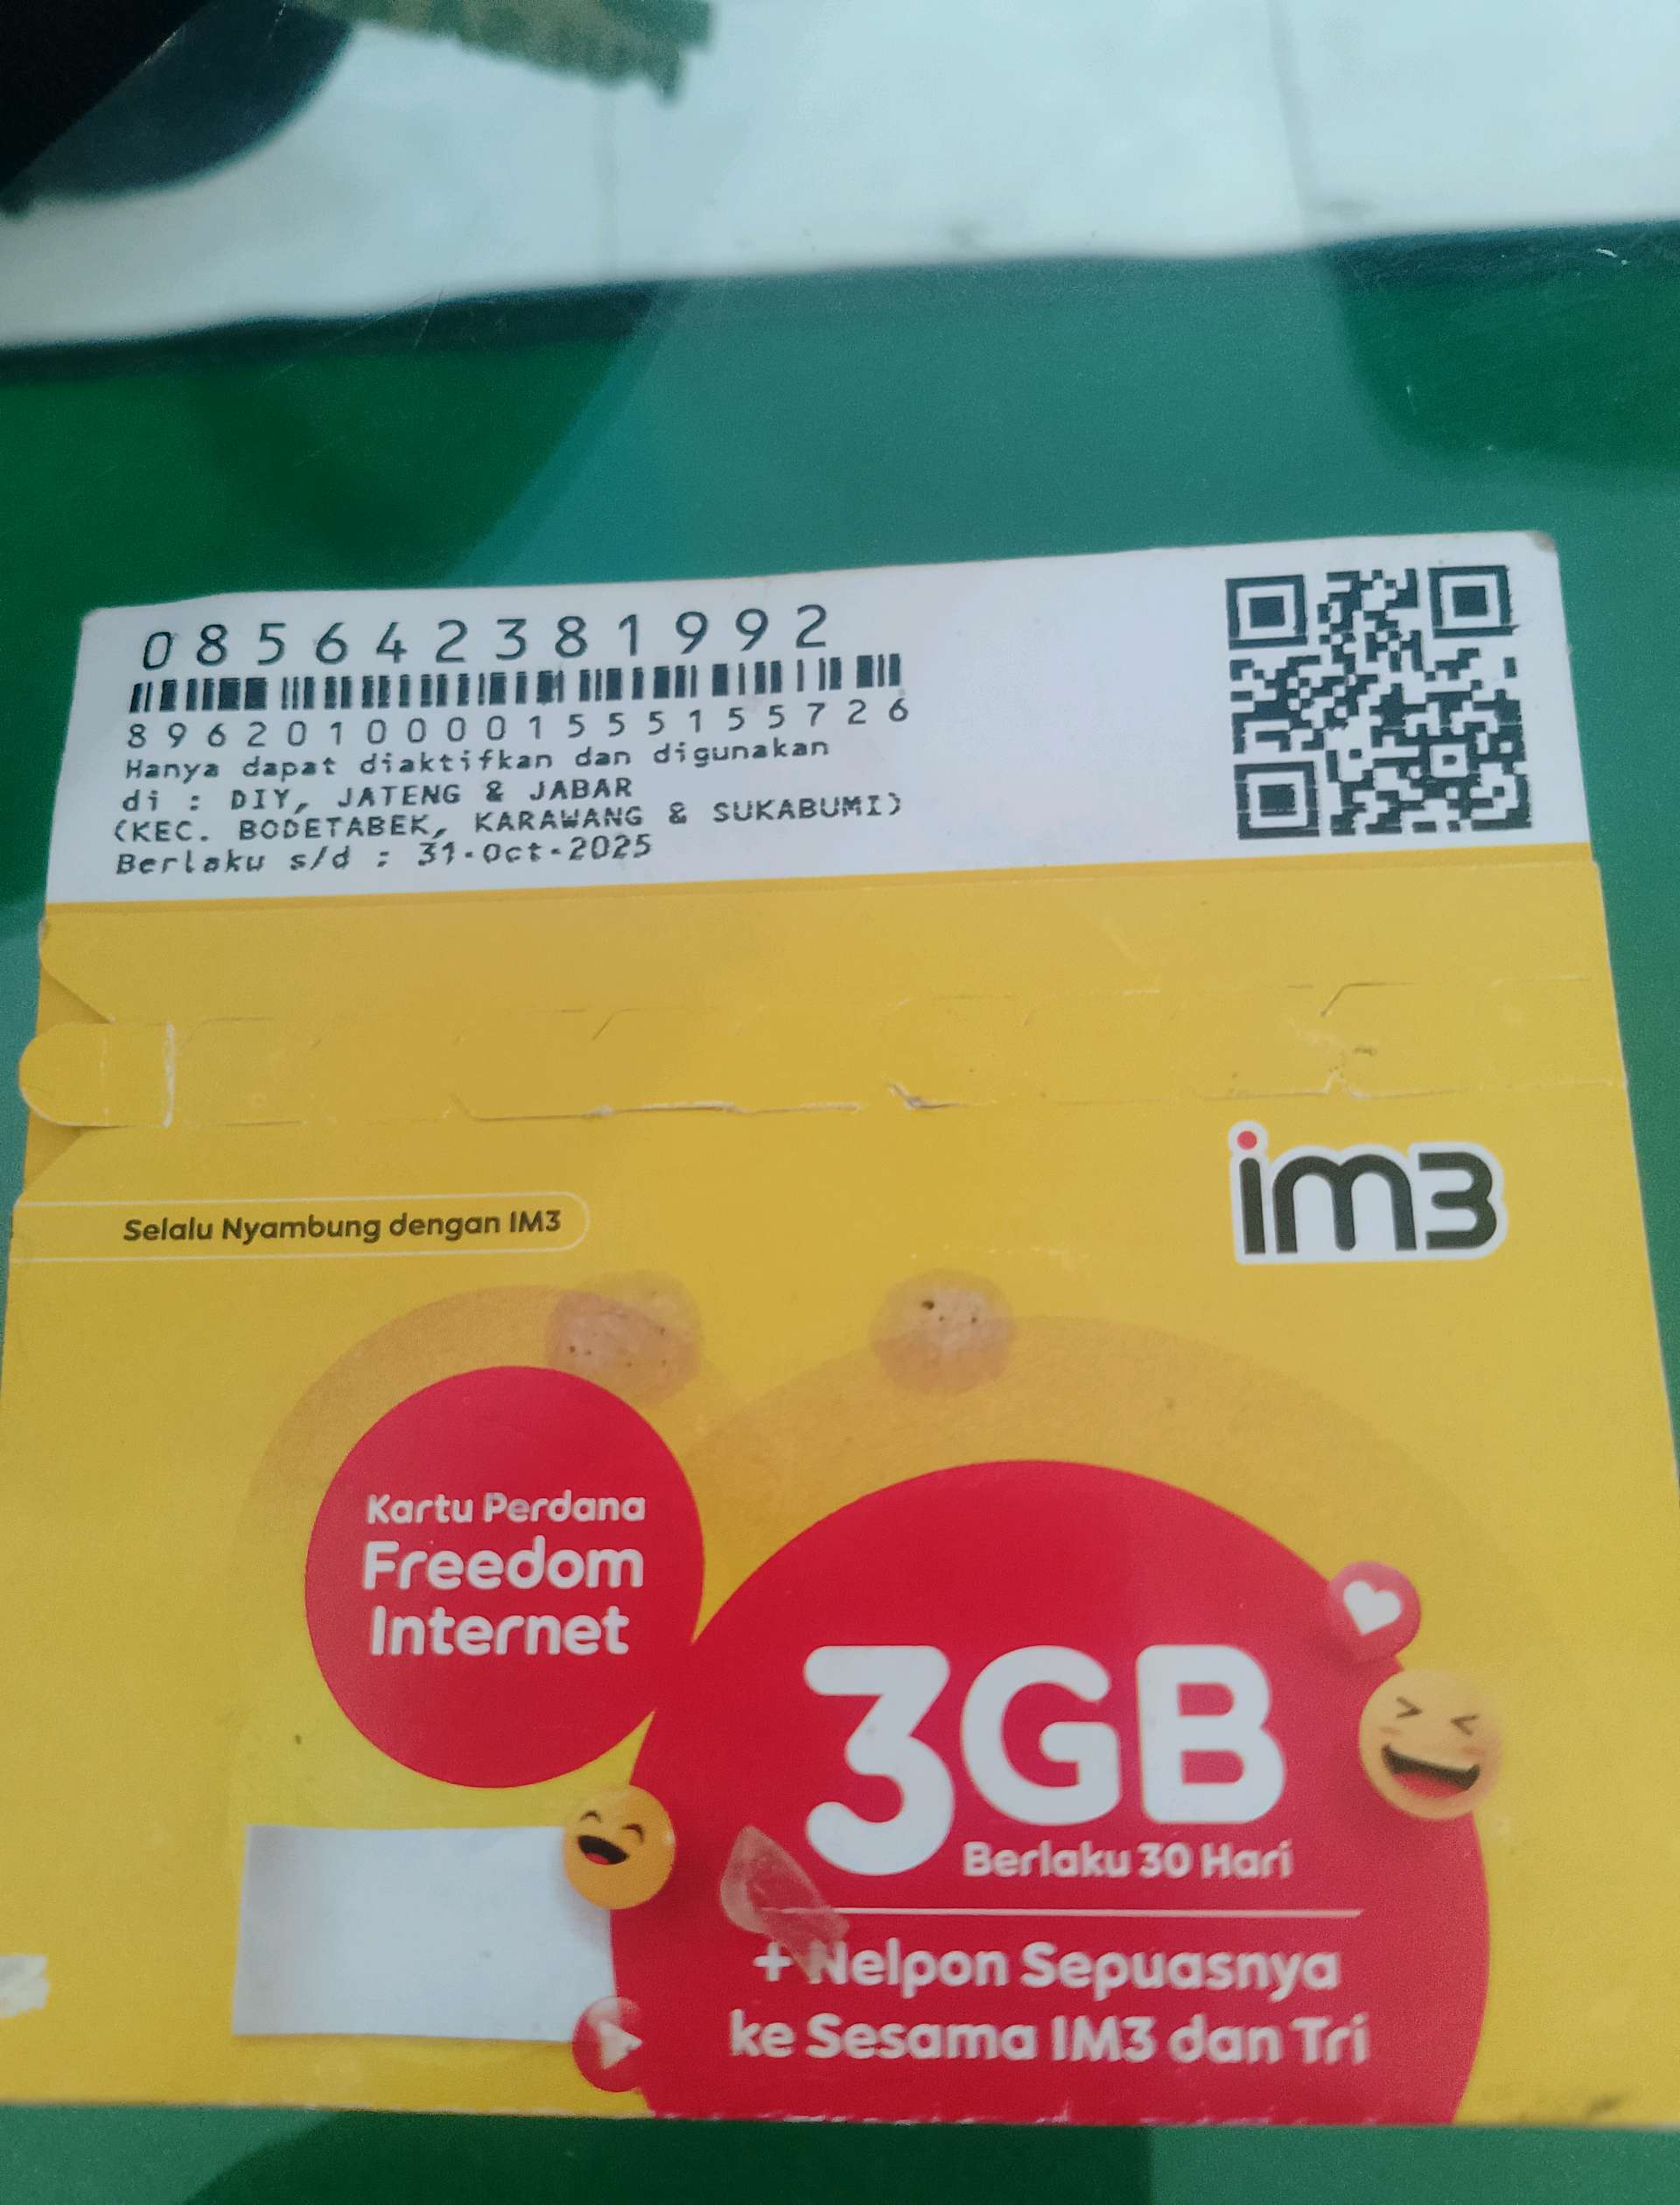 085642381992
8962010000155515​5726
Hanya dapat diaktifkan dan digunakan
di : DIY, JATENG & JABAR
(KEC. BODETABEK, KARAWANG & SUKABUMI)
Berlaku s/d : 31-Oct-2025
im3
Selalu Nyambung dengan IM3
Kartu Perdana
Freedom
Internet
3GB
Berlaku 30 Hari
+ Nelpon Sepuasnya
ke Sesama IM3 dan Tri